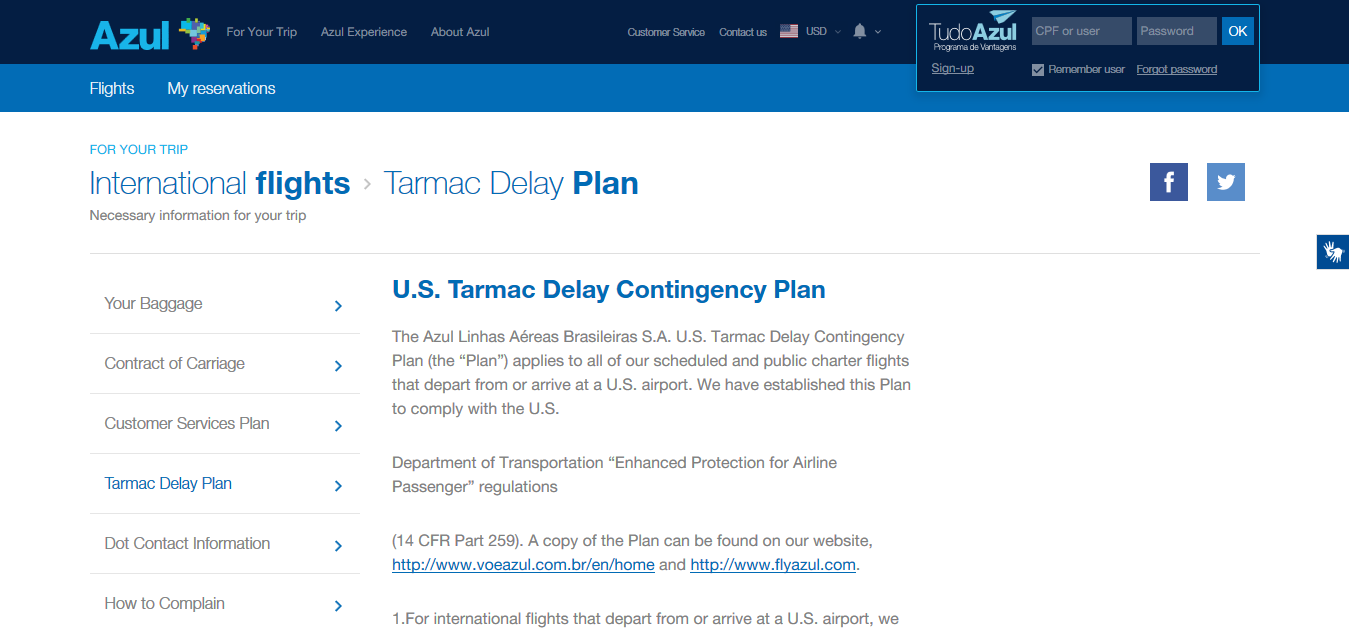 Azul
For Your Trip
Azul Experience
About Azul
Customer Service
Contact us
USD
TudoAzul
Programa de Vantagens
CPF or user
Password
OK
Sign-up
Remember user
Forgot password
Flights
My reservations
FOR YOUR TRIP
International flights › Tarmac Delay Plan
Necessary information for your trip
f
Your Baggage
Contract of Carriage
Customer Services Plan
Tarmac Delay Plan
Dot Contact Information
How to Complain
U.S. Tarmac Delay Contingency Plan
The Azul Linhas Aéreas Brasileiras S.A. U.S. Tarmac Delay Contingency
Plan (the “Plan”) applies to all of our scheduled and public charter flights
that depart from or arrive at a U.S. airport. We have established this Plan
to comply with the U.S.
Department of Transportation “Enhanced Protection for Airline
Passenger” regulations
(14 CFR Part 259). A copy of the Plan can be found on our website,
http://www.voeazul.com.br/en/home and http://www.flyazul.com.
1.For international flights that depart from or arrive at a U.S. airport, we